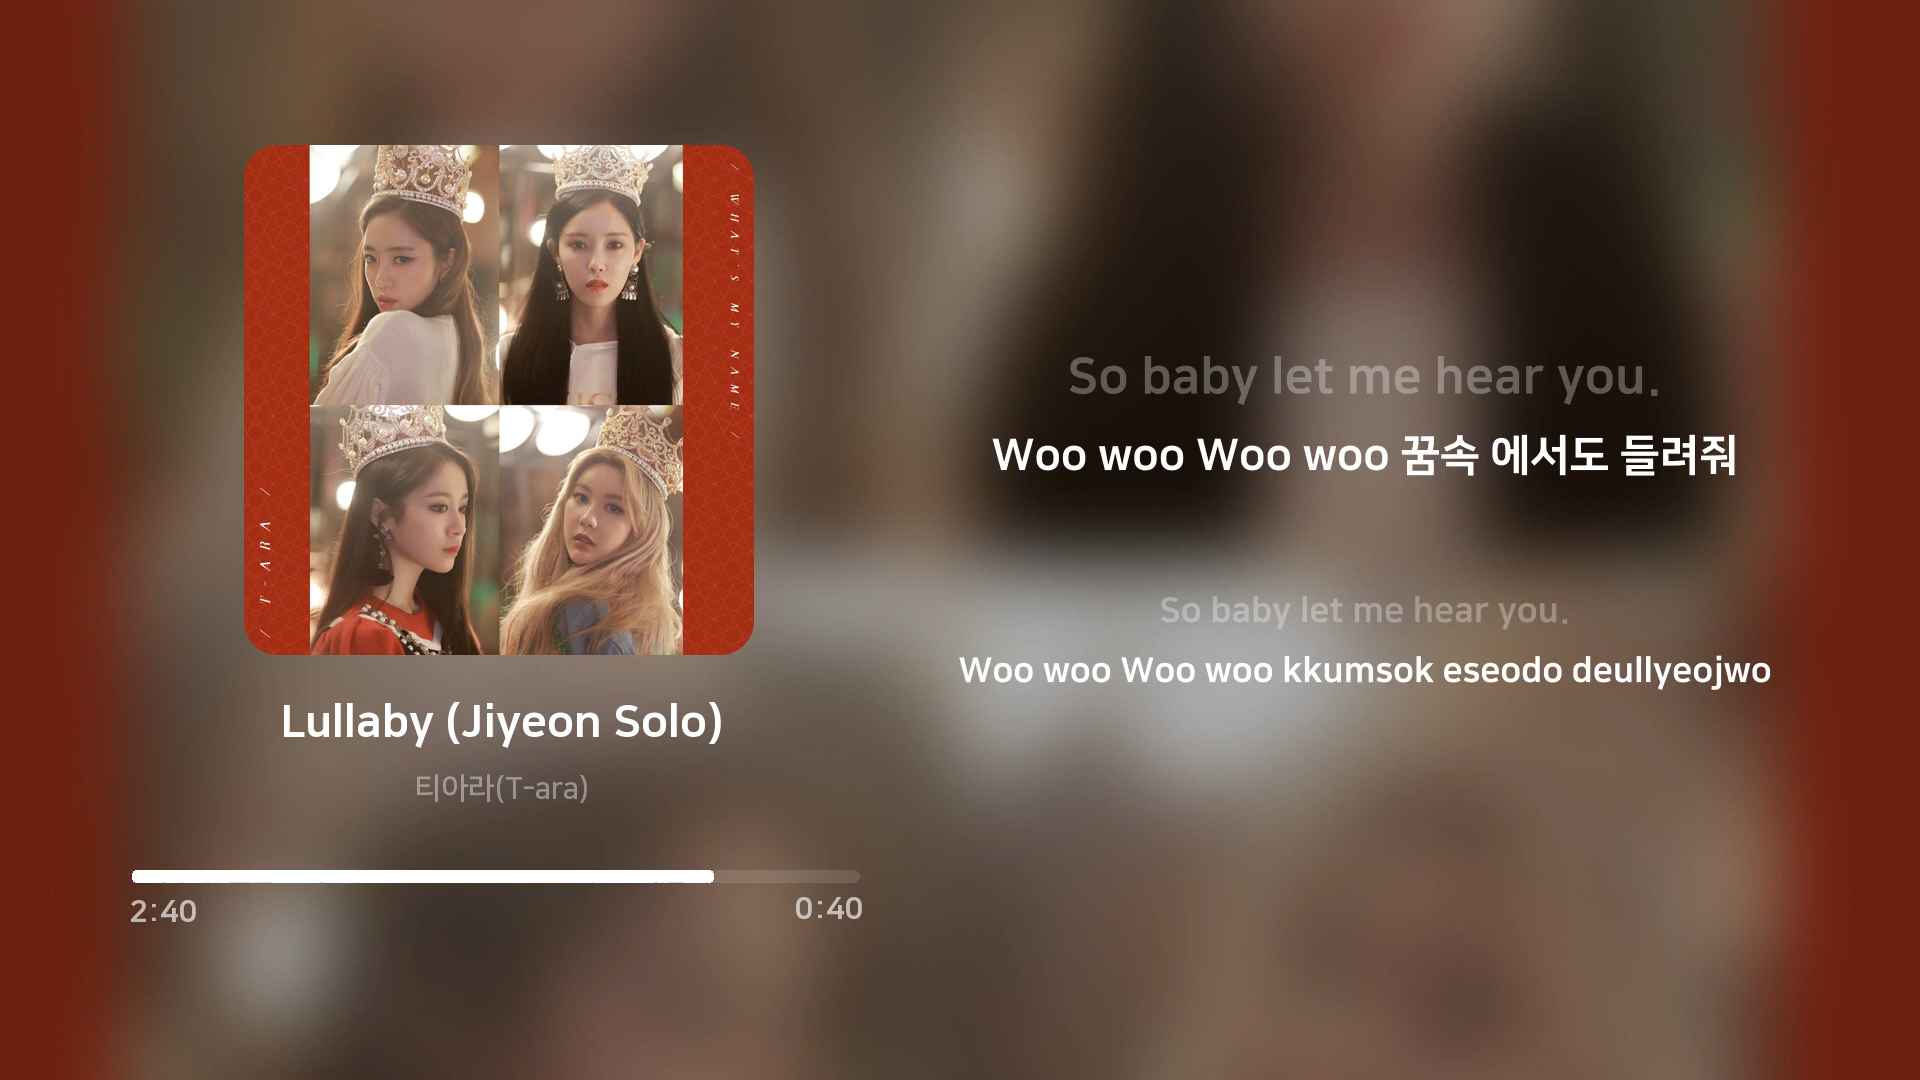 / WHAT'S MY NAME /
/ T-ARA /
Lullaby (Jiyeon Solo)
티아라(T-ara)
2:40
0:40
So baby let me hear you.
Woo woo Woo woo 꿈속 에서도 들려줘
So baby let me hear you.
Woo woo Woo woo kkumsok eseodo deullyeojwo